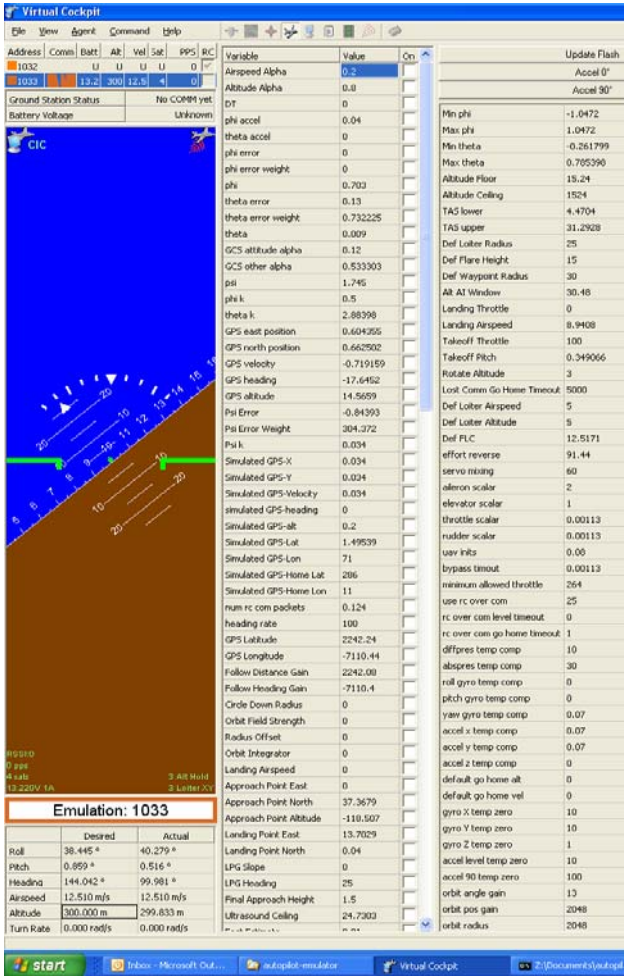 Virtual Cockpit
File View Agent Command Help
Address Comm Batt Alt Vel Sat PPS RC
1032 U U U U 0
1033 13.2 300 12.5 4 0
Ground Station Status No COMM yet
Battery Voltage Unknown
CIC
RSSI:0
0 pps
4 sats 3 Alt Hold
13.220V 1A 3 Loiter XY
Emulation: 1033
Desired Actual
Roll 38.445 ° 40.279 °
Pitch 0.859 ° 0.516 °
Heading 144.042 ° 99.981 °
Airspeed 12.510 m/s 12.510 m/s
Altitude 300.000 m 299.833 m
Turn Rate 0.000 rad/s 0.000 rad/s
Variable Value On
Airspeed Alpha 0.2
Altitude Alpha 0.8
DT 0
phi accel 0.04
theta accel 0
phi error 0
phi error weight 0
phi 0.703
theta error 0.13
theta error weight 0.732225
theta 0.009
GCS attitude alpha 0.12
GCS other alpha 0.533303
psi 1.745
phi k 0.5
theta k 2.88398
GPS east position 0.604355
GPS north position 0.662502
GPS velocity -0.719159
GPS heading -17.6452
GPS altitude 14.5659
Psi Error -0.84393
Psi Error Weight 304.372
Psi k 0.034
Simulated GPS-X 0.034
Simulated GPS-Y 0.034
Simulated GPS-Velocity 0.034
simulated GPS-heading 0
Simulated GPS-alt 0.2
Simulated GPS-Lat 1.49539
Simulated GPS-Lon 71
Simulated GPS-Home Lat 286
Simulated GPS-Home Lon 11
num rc com packets 0.124
heading rate 100
GPS Latitude 2242.24
GPS Longitude -7110.44
Follow Distance Gain 2242.08
Follow Heading Gain -7110.4
Circle Down Radius 0
Orbit Field Strength 0
Radius Offset 0
Orbit Integrator 0
Landing Airspeed 0
Approach Point East 0
Approach Point North 37.3679
Approach Point Altitude -118.507
Landing Point East 13.7029
Landing Point North 0.04
LPG Slope 0
LPG Heading 25
Final Approach Height 1.5
Ultrasound Ceiling 24.7303
Update Flash
Accel 0°
Accel 90°
Min phi -1.0472
Max phi 1.0472
Min theta -0.261799
Max theta 0.785398
Altitude Floor 15.24
Altitude Ceiling 1524
TAS lower 4.4704
TAS upper 31.2928
Def Loiter Radius 25
Def Flare Height 15
Def Waypoint Radius 30
Alt AI Window 30.48
Landing Throttle 0
Landing Airspeed 8.9408
Takeoff Throttle 100
Takeoff Pitch 0.349066
Rotate Altitude 3
Lost Comm Go Home Timeout 5000
Def Loiter Airspeed 5
Def Loiter Altitude 5
Def FLC 12.5171
effort reverse 91.44
servo mixing 60
aileron scalar 2
elevator scalar 1
throttle scalar 0.00113
rudder scalar 0.00113
uav inits 0.08
bypass timout 0.00113
minimum allowed throttle 264
use rc over com 25
rc over com level timeout 0
rc over com go home timeout 1
diffpres temp comp 10
abspres temp comp 30
roll gyro temp comp 0
pitch gyro temp comp 0
yaw gyro temp comp 0.07
accel x temp comp 0.07
accel y temp comp 0.07
accel z temp comp 0
default go home alt 0
default go home vel 0
gyro X temp zero 10
gyro Y temp zero 10
gyro Z temp zero 1
accel level temp zero 10
accel 90 temp zero 100
orbit angle gain 13
orbit pos gain 2048
orbit radius 2048
start Inbox - Microsoft Out... autopilot-emulator Virtual Cockpit Z:\Documents\autopil